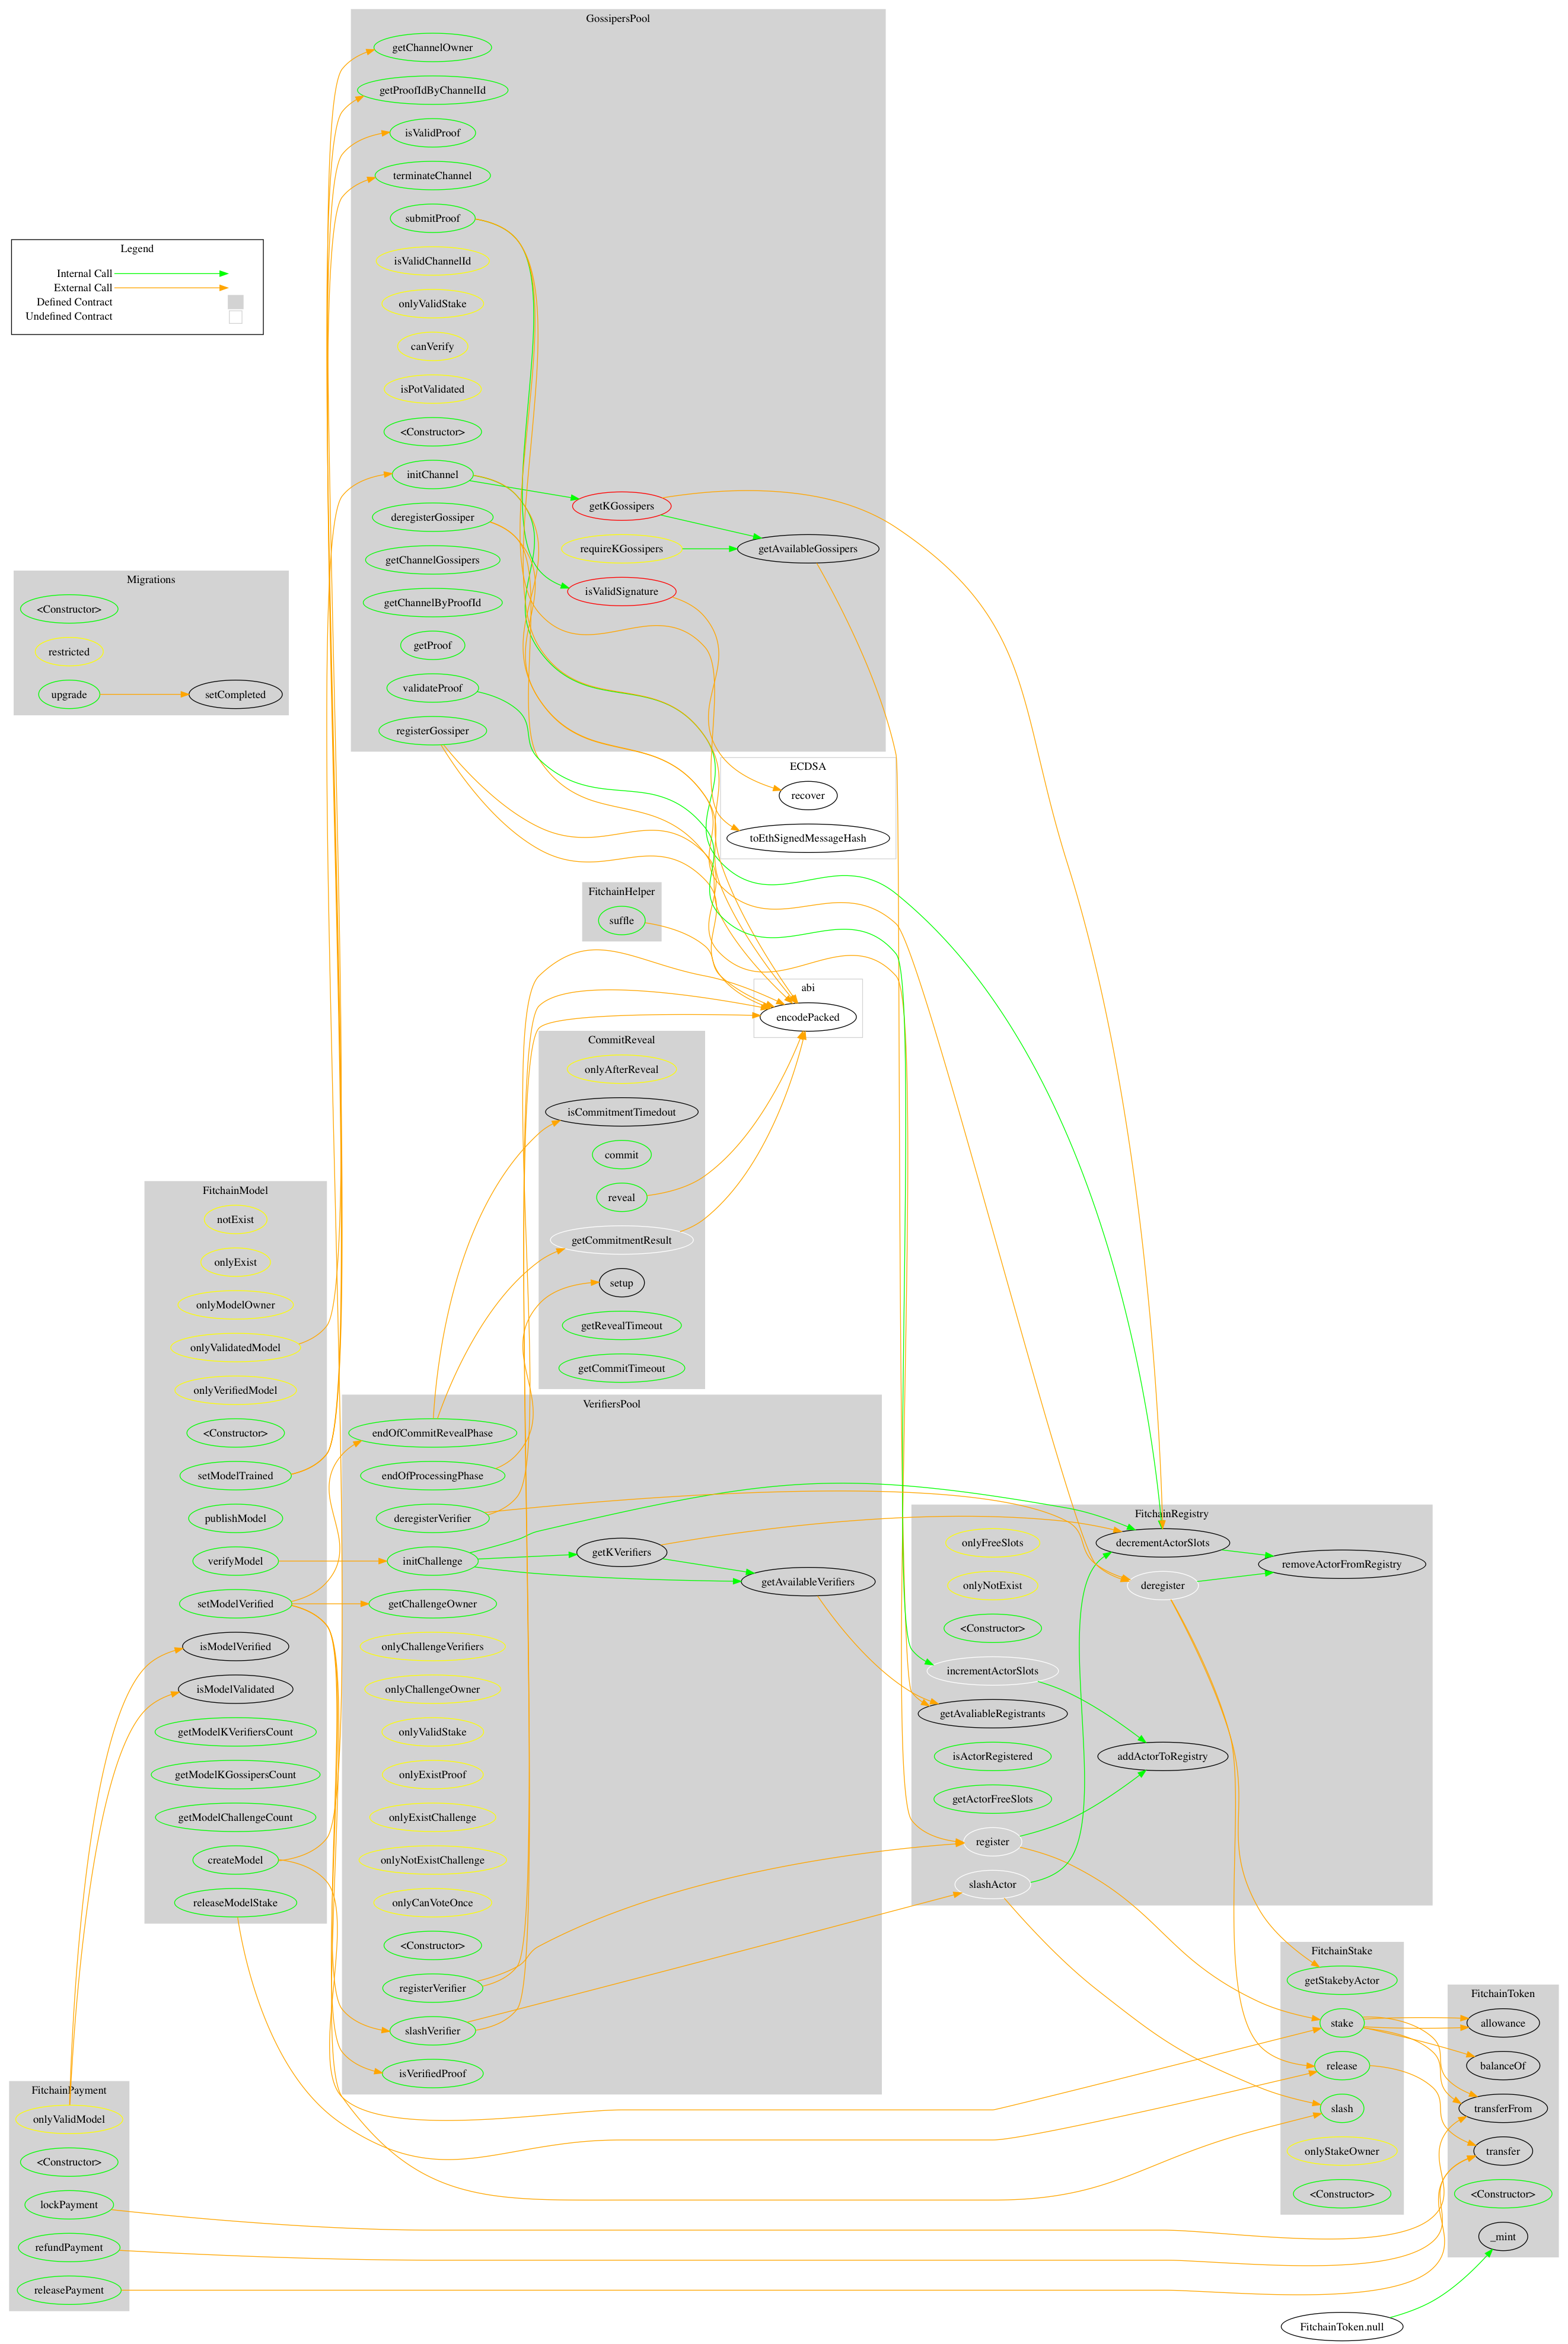 GossipersPool
getChannelOwner
getProofIdByChannelId
isValidProof
terminateChannel
submitProof
isValidChannelId
onlyValidStake
canVerify
isPotValidated
<Constructor>
initChannel
deregisterGossiper
getChannelGossipers
getChannelByProofId
getProof
validateProof
registerGossiper
getKGossipers
requireKGossipers
isValidSignature
getAvailableGossipers
Legend
Internal Call
External Call
Defined Contract
Undefined Contract
Migrations
<Constructor>
restricted
upgrade
setCompleted
ECDSA
recover
toEthSignedMessageHash
FitchainHelper
suffle
abi
encodePacked
CommitReveal
onlyAfterReveal
isCommitmentTimedout
commit
reveal
getCommitmentResult
setup
getRevealTimeout
getCommitTimeout
FitchainModel
notExist
onlyExist
onlyModelOwner
onlyValidatedModel
onlyVerifiedModel
<Constructor>
setModelTrained
publishModel
verifyModel
setModelVerified
isModelVerified
isModelValidated
getModelKVerifiersCount
getModelKGossipersCount
getModelChallengeCount
createModel
releaseModelStake
VerifiersPool
endOfCommitRevealPhase
endOfProcessingPhase
deregisterVerifier
initChallenge
getChallengeOwner
onlyChallengeVerifiers
onlyChallengeOwner
onlyValidStake
onlyExistProof
onlyExistChallenge
onlyNotExistChallenge
onlyCanVoteOnce
<Constructor>
registerVerifier
slashVerifier
isVerifiedProof
getKVerifiers
getAvailableVerifiers
FitchainRegistry
onlyFreeSlots
onlyNotExist
<Constructor>
incrementActorSlots
getAvaliableRegistrants
isActorRegistered
getActorFreeSlots
register
slashActor
decrementActorSlots
deregister
addActorToRegistry
removeActorFromRegistry
FitchainStake
getStakebyActor
stake
release
slash
onlyStakeOwner
<Constructor>
FitchainToken
allowance
balanceOf
transferFrom
transfer
<Constructor>
_mint
FitchainPayment
onlyValidModel
<Constructor>
lockPayment
refundPayment
releasePayment
FitchainToken.null